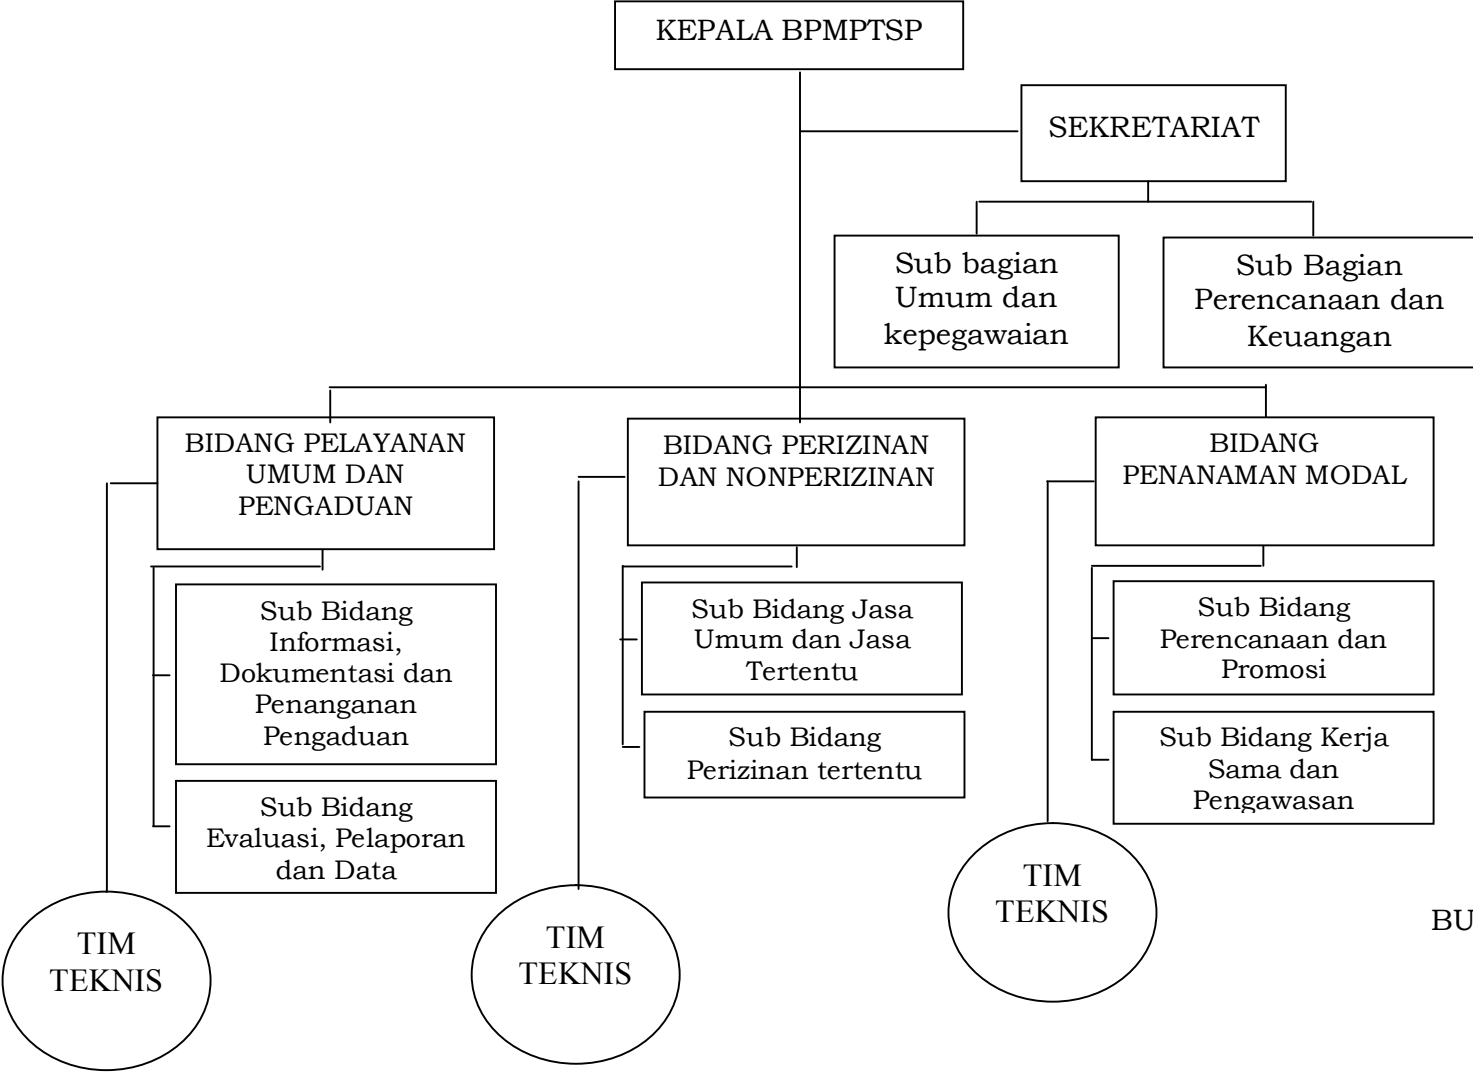 KEPALA BPMPTSP
SEKRETARIAT
Sub bagian
Umum dan
kepegawaian
Sub Bagian
Perencanaan dan
Keuangan
BIDANG PELAYANAN
UMUM DAN
PENGADUAN
BIDANG PERIZINAN
DAN NONPERIZINAN
BIDANG
PENANAMAN MODAL
Sub Bidang
Informasi,
Dokumentasi dan
Penanganan
Pengaduan
Sub Bidang
Evaluasi, Pelaporan
dan Data
Sub Bidang Jasa
Umum dan Jasa
Tertentu
Sub Bidang
Perizinan tertentu
Sub Bidang
Perencanaan dan
Promosi
Sub Bidang Kerja
Sama dan
Pengawasan
TIM
TEKNIS
TIM
TEKNIS
TIM
TEKNIS
BU